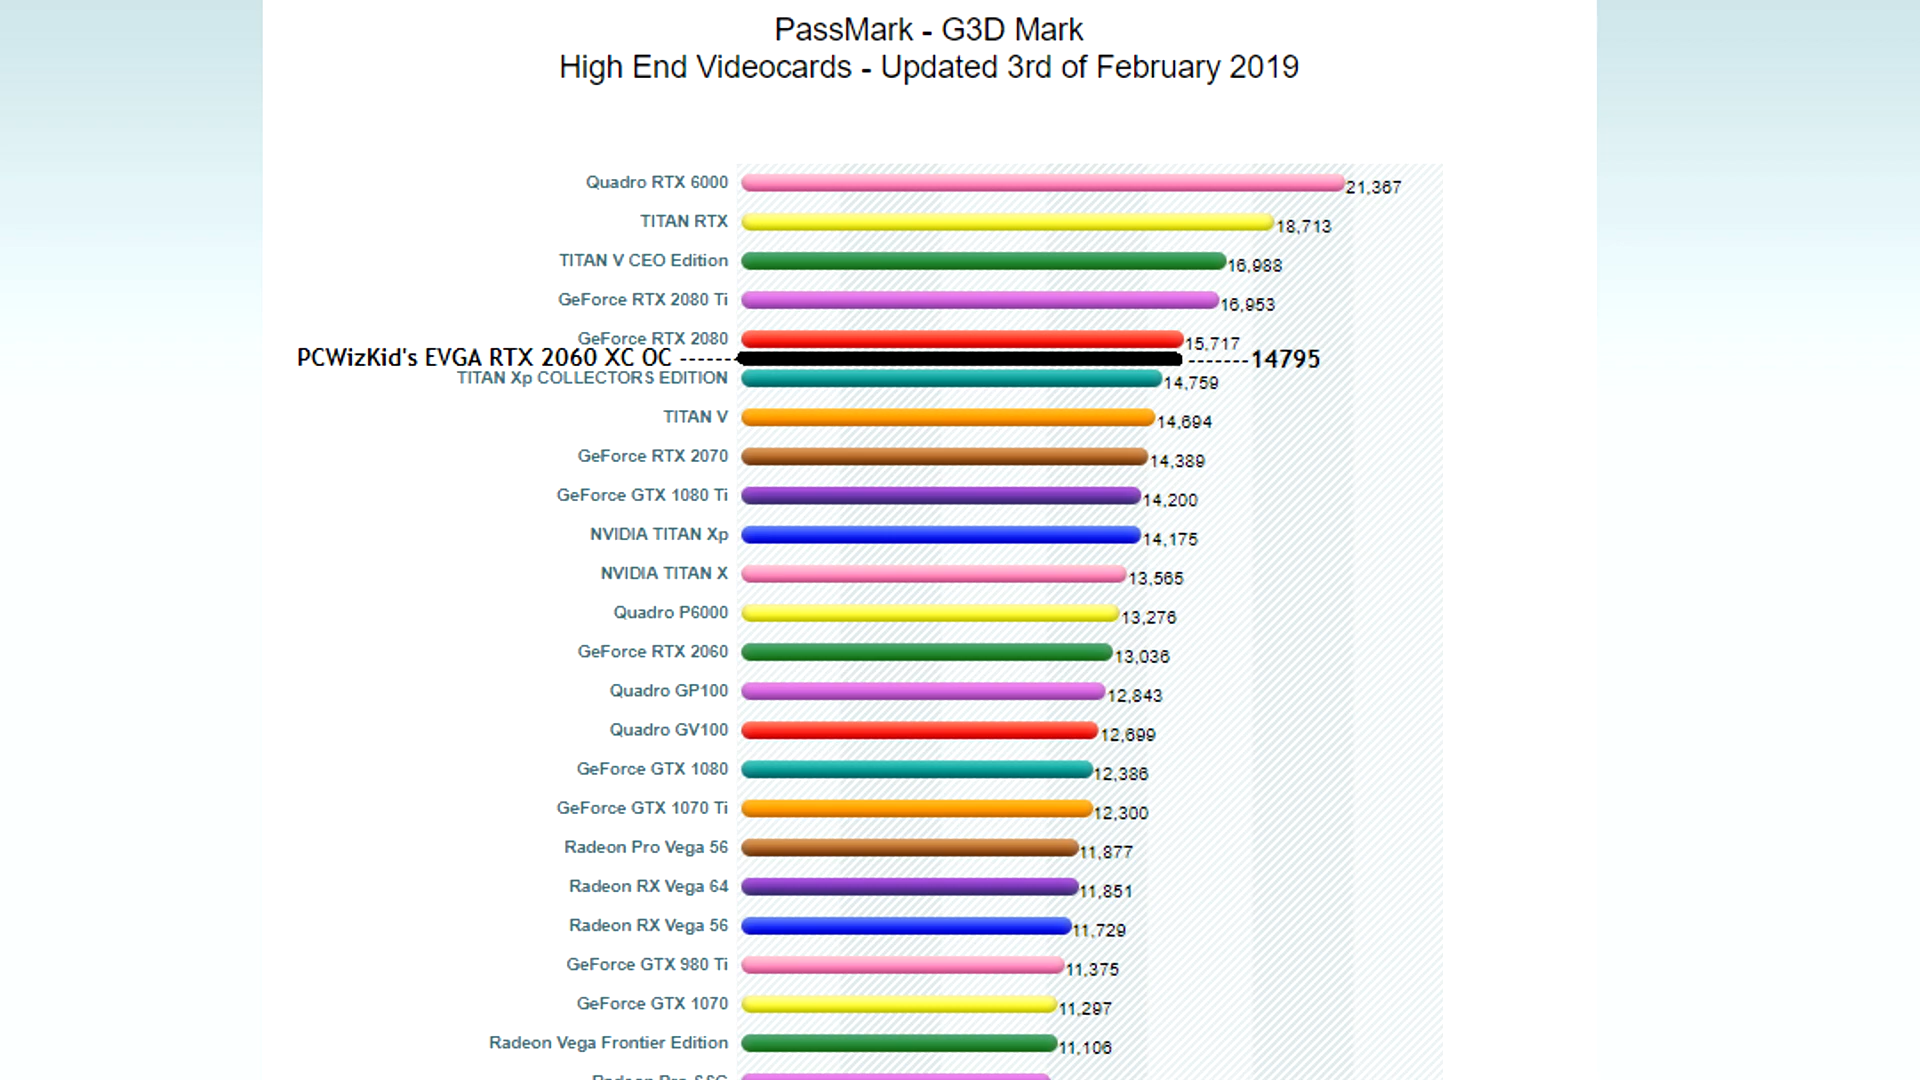 PassMark - G3D Mark
High End Videocards - Updated 3rd of February 2019
Quadro RTX 6000 21,367
TITAN RTX 18,713
TITAN V CEO Edition 16,988
GeForce RTX 2080 Ti 16,953
GeForce RTX 2080 15,717
PCWizKid's EVGA RTX 2060 XC OC ------ -------14795
TITAN Xp COLLECTORS EDITION 14,759
TITAN V 14,694
GeForce RTX 2070 14,389
GeForce GTX 1080 Ti 14,200
NVIDIA TITAN Xp 14,175
NVIDIA TITAN X 13,565
Quadro P6000 13,276
GeForce RTX 2060 13,036
Quadro GP100 12,843
Quadro GV100 12,699
GeForce GTX 1080 12,386
GeForce GTX 1070 Ti 12,300
Radeon Pro Vega 56 11,877
Radeon RX Vega 64 11,851
Radeon RX Vega 56 11,729
GeForce GTX 980 Ti 11,375
GeForce GTX 1070 11,297
Radeon Vega Frontier Edition 11,106